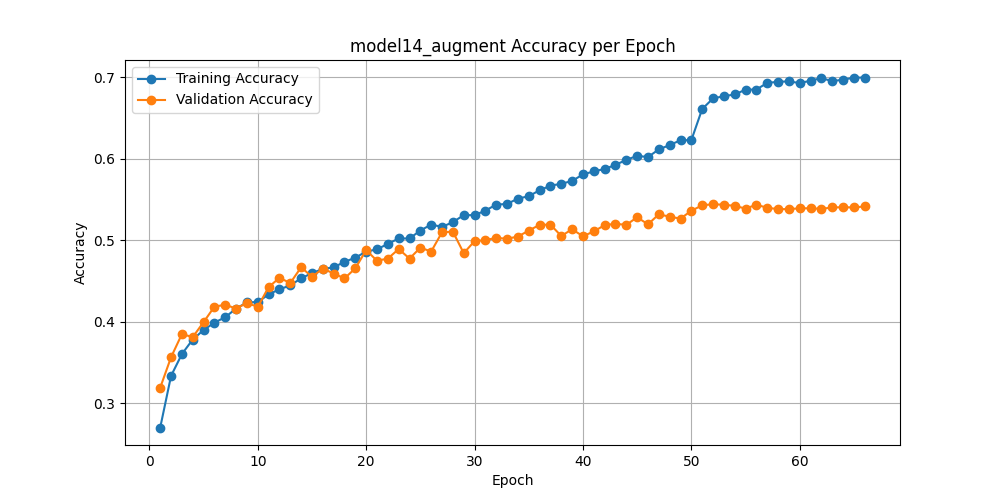 model14_augment Accuracy per Epoch
Training Accuracy
Validation Accuracy
Accuracy
0.7
0.6
0.5
0.4
0.3
0 10 20 30 40 50 60
Epoch